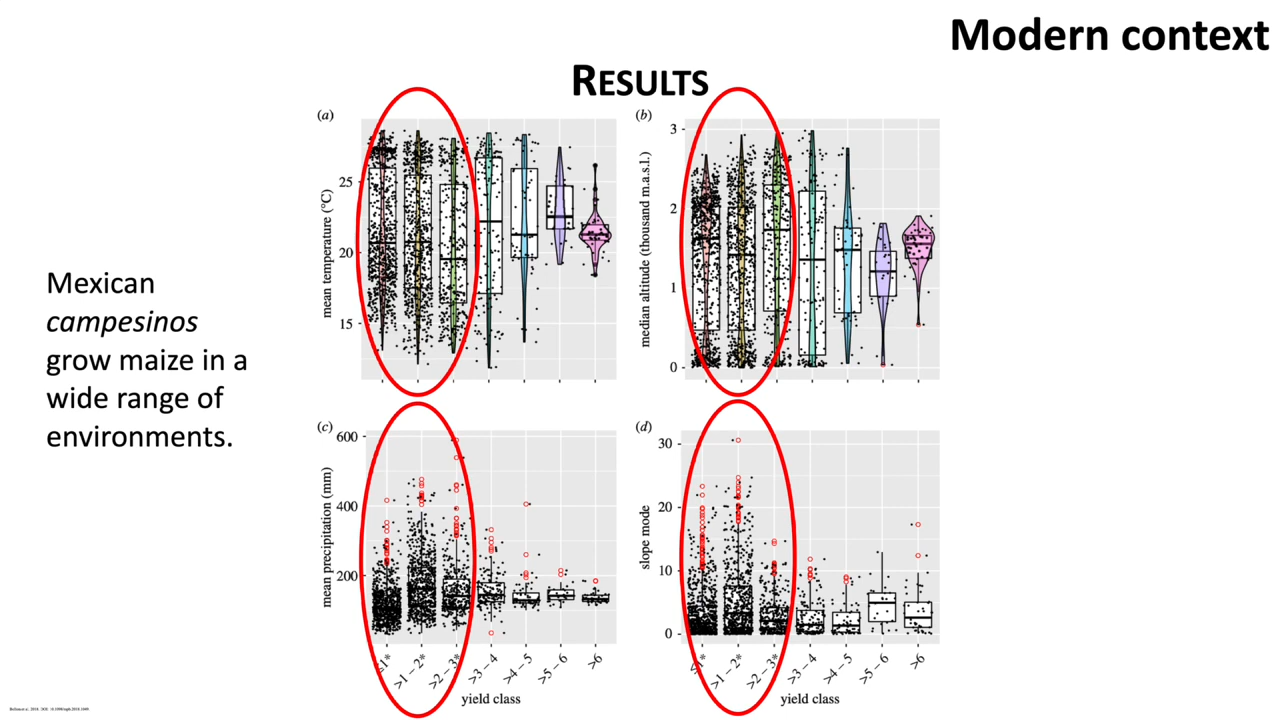 Modern context
RESULTS
Mexican
campesinos
grow maize in a
wide range of
environments.
(a)
mean temperature (°C)
25
20
15
(b)
median altitude (thousand m.a.s.l.)
3
2
1
0
(c)
mean precipitation (mm)
600
400
200
≤1* >1 – 2* >2 – 3* >3 – 4 >4 – 5 >5 – 6 >6
yield class
(d)
slope mode
30
20
10
0
≤1* >1 – 2* >2 – 3* >3 – 4 >4 – 5 >5 – 6 >6
yield class